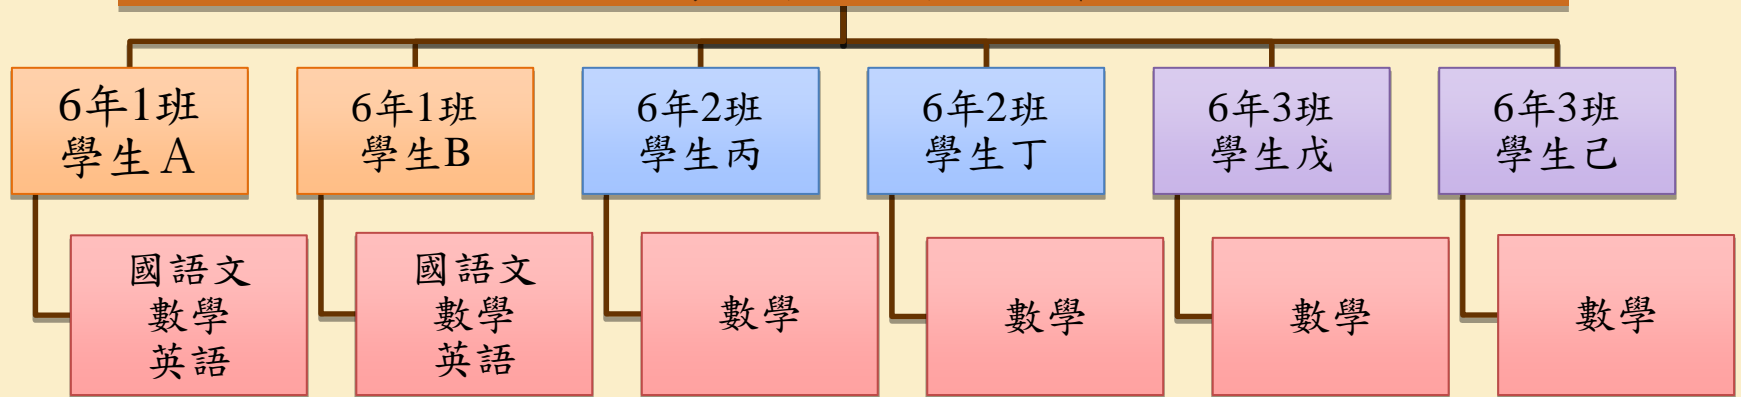 6年1班
學生A
6年1班
學生B
6年2班
學生丙
6年2班
學生丁
6年3班
學生戊
6年3班
學生己
國語文
數學
英語
國語文
數學
英語
數學
數學
數學
數學